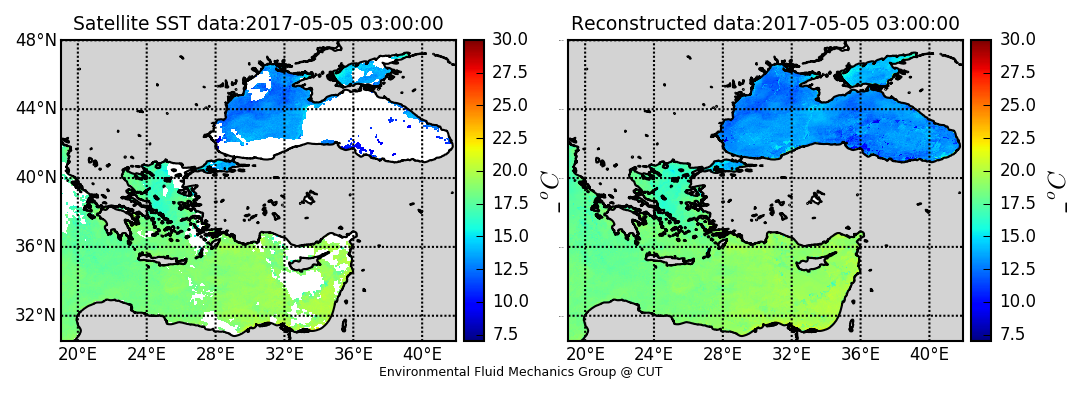 Satellite SST data:2017-05-05 03:00:00
48°N
44°N
40°N
36°N
32°N
20°E 24°E 28°E 32°E 36°E 40°E
30.0
27.5
25.0
22.5
20.0
17.5
15.0
12.5
10.0
7.5
_°C
Reconstructed data:2017-05-05 03:00:00
20°E 24°E 28°E 32°E 36°E 40°E
30.0
27.5
25.0
22.5
20.0
17.5
15.0
12.5
10.0
7.5
_°C
Environmental Fluid Mechanics Group @ CUT